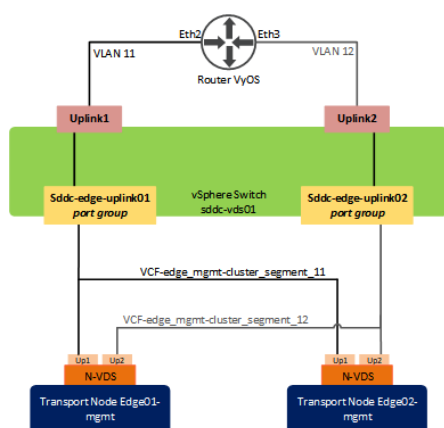 Eth2
Eth3
VLAN 11
VLAN 12
Router VyOS
Uplink1
Uplink2
vSphere Switch
sddc-vds01
Sddc-edge-uplink01
port group
Sddc-edge-uplink02
port group
VCF-edge_mgmt-cluster_segment_11
VCF-edge_mgmt-cluster_segment_12
Up1
Up2
Up1
Up2
N-VDS
N-VDS
Transport Node Edge01-
mgmt
Transport Node Edge02-
mgmt